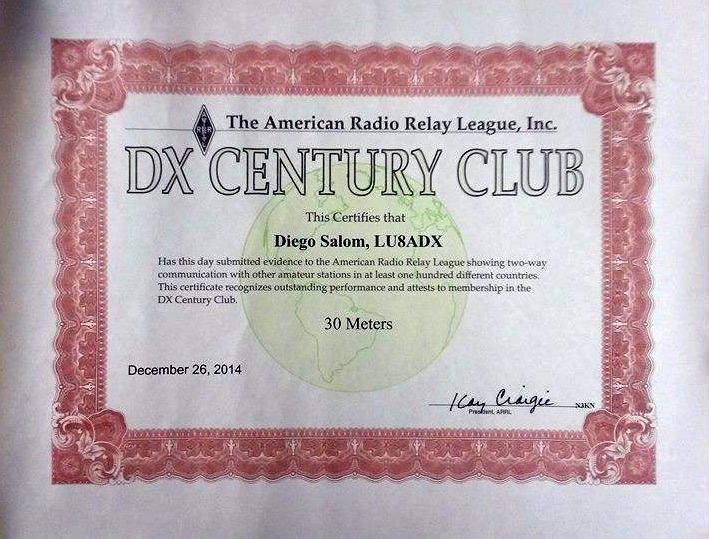 The American Radio Relay League, Inc.
DX CENTURY CLUB
This Certifies that
Diego Salom, LU8ADX
Has this day submitted evidence to the American Radio Relay League showing two-way
communication with other amateur stations in at least one hundred different countries.
This certificate recognizes outstanding performance and attests to membership in the
DX Century Club.
30 Meters
December 26, 2014
Kay Craigie N3KN
President, ARRL